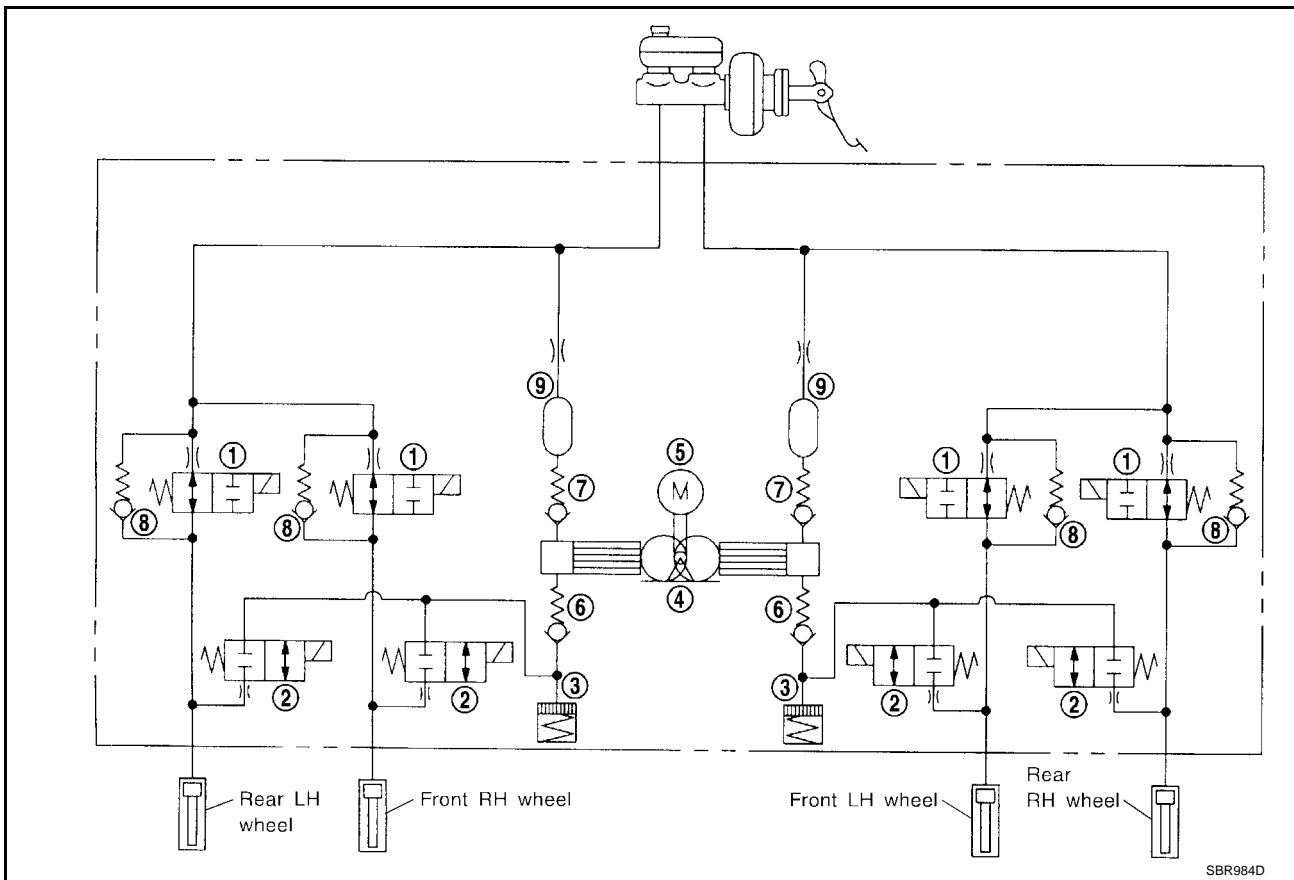 ⑨ ⑨
① ① ⑤ ① ①
⑦ ⑦
⑧ ⑧ M ⑧ ⑧
⑥ ④ ⑥
② ② ③ ③ ② ②
Rear LH
wheel
Front RH wheel
Front LH wheel
Rear
RH wheel
SBR984D